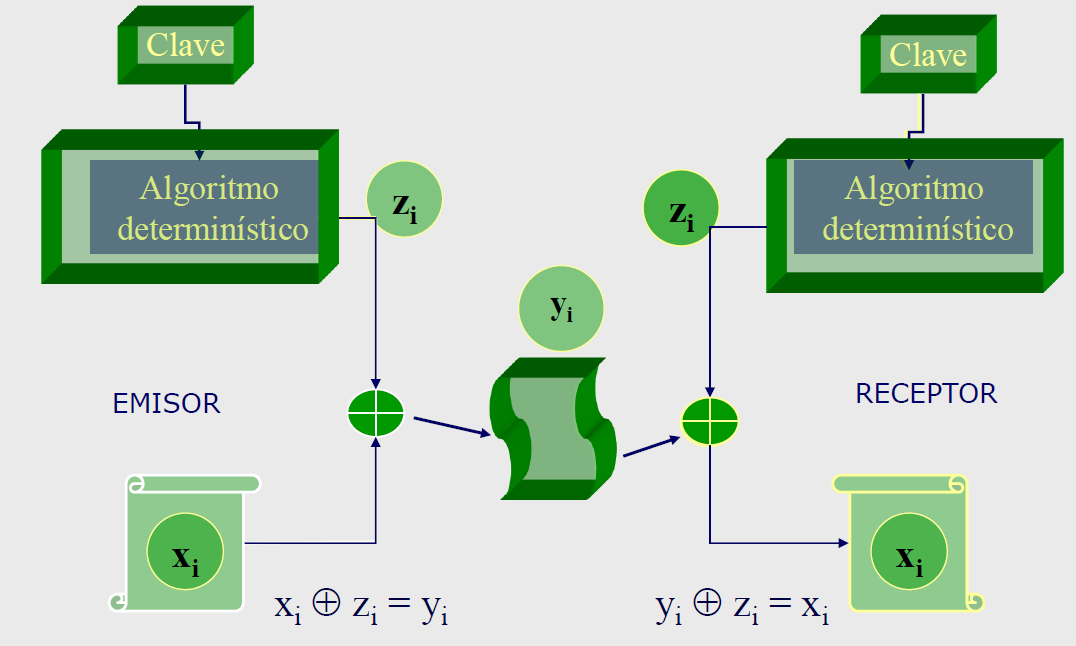 Clave
Clave
Algoritmo
determinístico
zᵢ
zᵢ
Algoritmo
determinístico
yᵢ
EMISOR
RECEPTOR
xᵢ
xᵢ
xᵢ ⊕ zᵢ = yᵢ
yᵢ ⊕ zᵢ = xᵢ